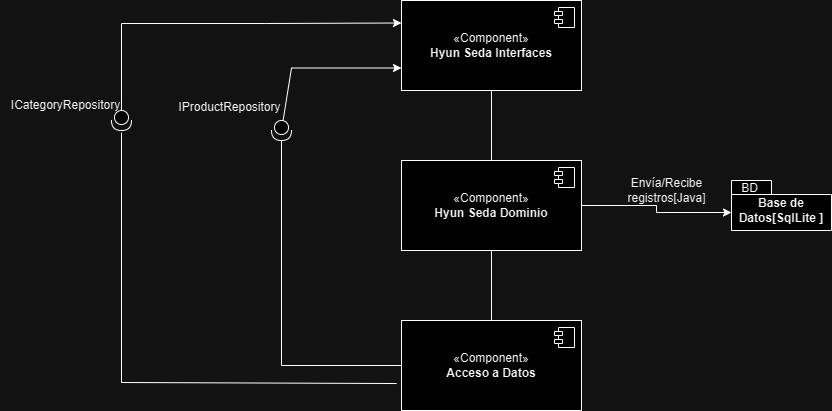 «Component»
Hyun Seda Interfaces
ICategoryRepository
IProductRepository
«Component»
Hyun Seda Dominio
Envía/Recibe
registros[Java]
BD
Base de
Datos[SqlLite ]
«Component»
Acceso a Datos